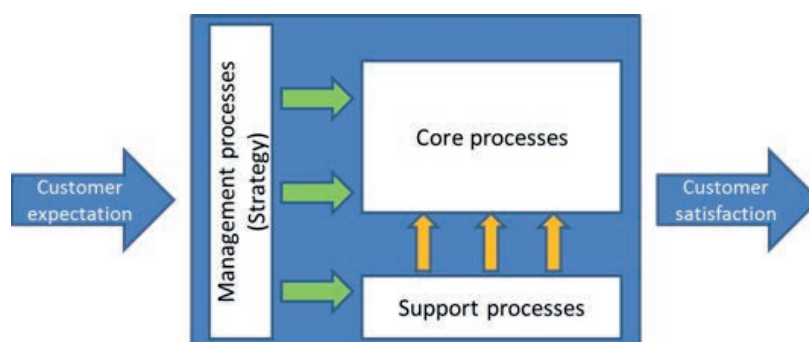 Customer
expectation
Management processes
(Strategy)
Core processes
Support processes
Customer
satisfaction